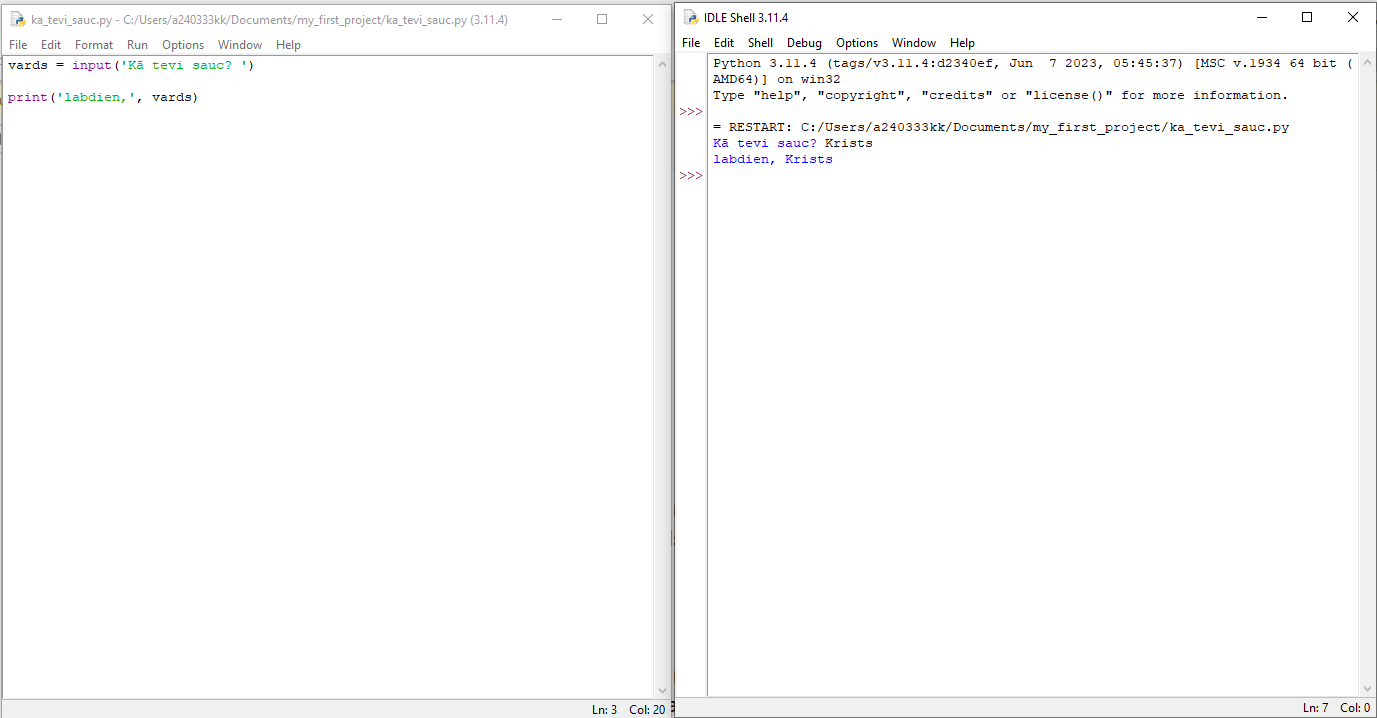 ka_tevi_sauc.py - C:/Users/a240333kk/Documents/my_first_project/ka_tevi_sauc.py (3.11.4)
File Edit Format Run Options Window Help
vards = input('Kā tevi sauc? ')
print('labdien,', vards)
Ln: 3 Col: 20
IDLE Shell 3.11.4
File Edit Shell Debug Options Window Help
Python 3.11.4 (tags/v3.11.4:d2340ef, Jun  7 2023, 05:45:37) [MSC v.1934 64 bit (
AMD64)] on win32
Type "help", "copyright", "credits" or "license()" for more information.
>>>
= RESTART: C:/Users/a240333kk/Documents/my_first_project/ka_tevi_sauc.py
Kā tevi sauc? Krists
labdien, Krists
>>>
Ln: 7 Col: 0